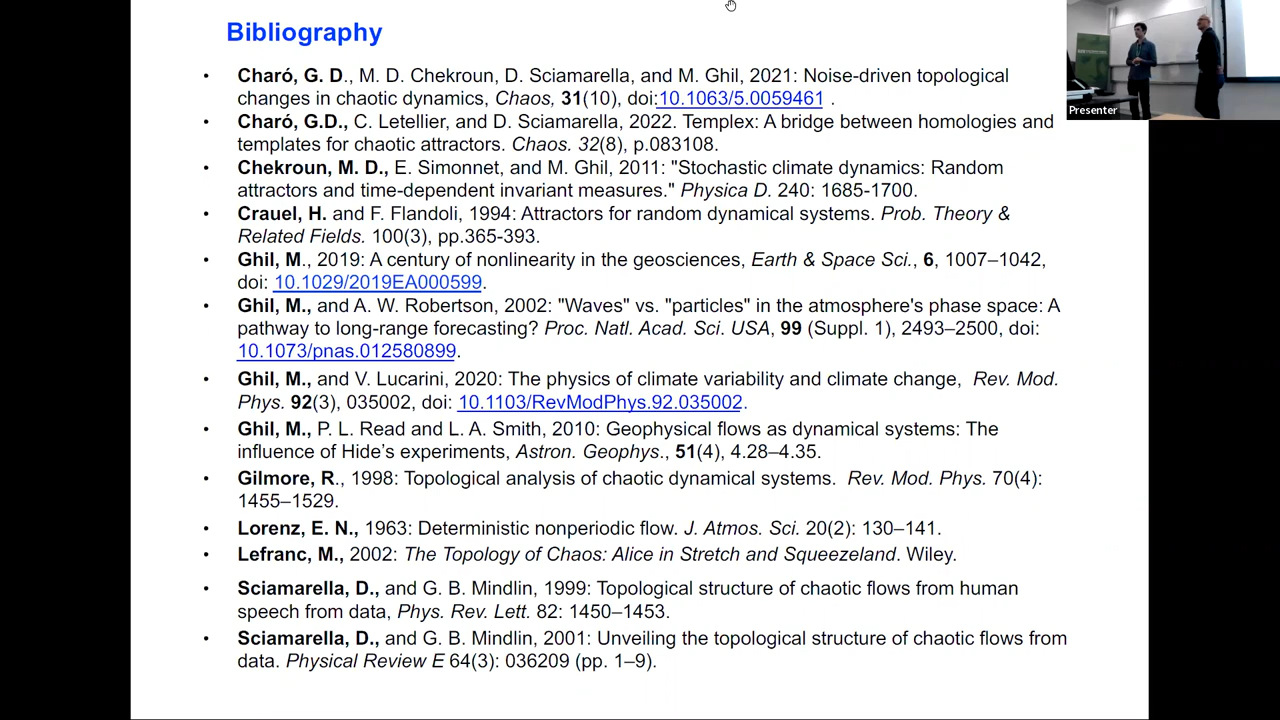 Bibliography
• Charó, G. D., M. D. Chekroun, D. Sciamarella, and M. Ghil, 2021: Noise-driven topological
changes in chaotic dynamics, Chaos, 31(10), doi:10.1063/5.0059461 .
• Charó, G.D., C. Letellier, and D. Sciamarella, 2022. Templex: A bridge between homologies and
templates for chaotic attractors. Chaos. 32(8), p.083108.
• Chekroun, M. D., E. Simonnet, and M. Ghil, 2011: "Stochastic climate dynamics: Random
attractors and time-dependent invariant measures." Physica D. 240: 1685-1700.
• Crauel, H. and F. Flandoli, 1994: Attractors for random dynamical systems. Prob. Theory &
Related Fields. 100(3), pp.365-393.
• Ghil, M., 2019: A century of nonlinearity in the geosciences, Earth & Space Sci., 6, 1007–1042,
doi: 10.1029/2019EA000599.
• Ghil, M., and A. W. Robertson, 2002: "Waves" vs. "particles" in the atmosphere's phase space: A
pathway to long-range forecasting? Proc. Natl. Acad. Sci. USA, 99 (Suppl. 1), 2493–2500, doi:
10.1073/pnas.012580899.
• Ghil, M., and V. Lucarini, 2020: The physics of climate variability and climate change, Rev. Mod.
Phys. 92(3), 035002, doi: 10.1103/RevModPhys.92.035002.
• Ghil, M., P. L. Read and L. A. Smith, 2010: Geophysical flows as dynamical systems: The
influence of Hide’s experiments, Astron. Geophys., 51(4), 4.28–4.35.
• Gilmore, R., 1998: Topological analysis of chaotic dynamical systems. Rev. Mod. Phys. 70(4):
1455–1529.
• Lorenz, E. N., 1963: Deterministic nonperiodic flow. J. Atmos. Sci. 20(2): 130–141.
• Lefranc, M., 2002: The Topology of Chaos: Alice in Stretch and Squeezeland. Wiley.
• Sciamarella, D., and G. B. Mindlin, 1999: Topological structure of chaotic flows from human
speech from data, Phys. Rev. Lett. 82: 1450–1453.
• Sciamarella, D., and G. B. Mindlin, 2001: Unveiling the topological structure of chaotic flows from
data. Physical Review E 64(3): 036209 (pp. 1–9).
Presenter